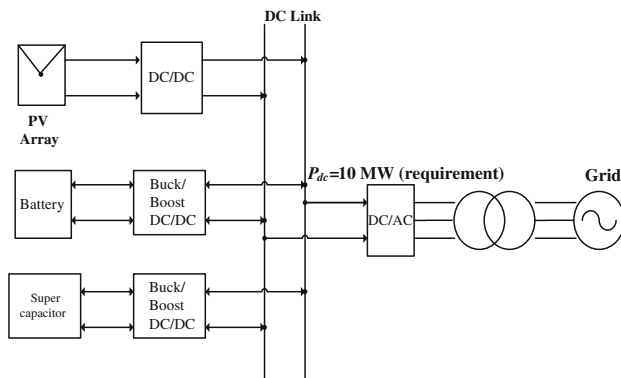 DC Link
DC/DC
PV
Array
P_dc=10 MW (requirement)
Grid
Battery
Buck/
Boost
DC/DC
DC/AC
Super
capacitor
Buck/
Boost
DC/DC